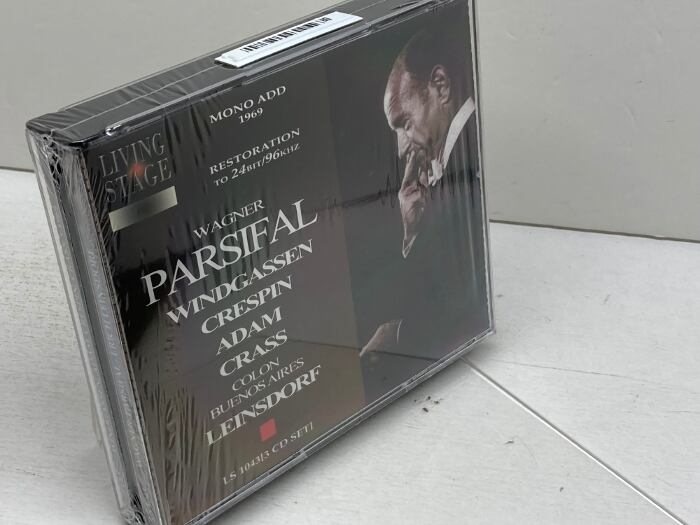 LIVING
STAGE
MONO ADD
1969
RESTORATION
TO 24BIT/96KHZ
WAGNER
PARSIFAL
WINDGASSEN
CRESPIN
ADAM
CRASS
COLON
BUENOS AIRES
LEINSDORF
LS 1043|3 CD SET|